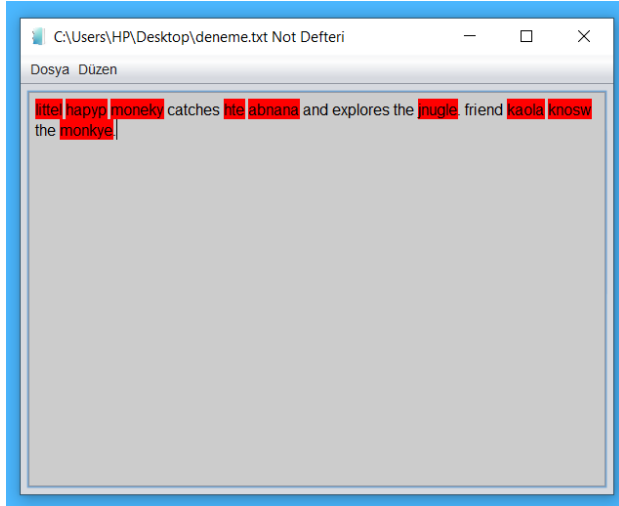 C:\Users\HP\Desktop\deneme.txt Not Defteri
Dosya Düzen
littel hapyp moneky catches hte abnana and explores the jnugle. friend kaola knosw
the monkye.